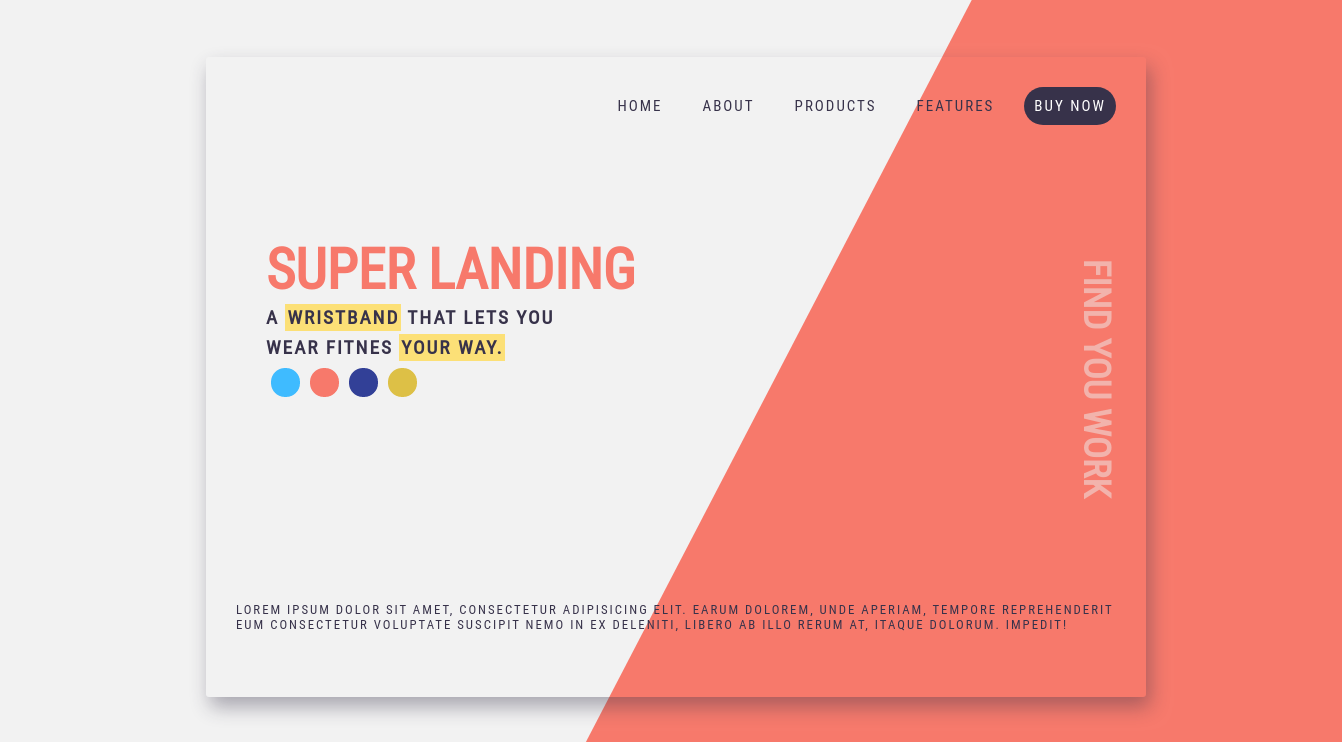 HOME ABOUT PRODUCTS FEATURES BUY NOW
SUPER LANDING
A WRISTBAND THAT LETS YOU
WEAR FITNES YOUR WAY.
FIND YOU WORK
LOREM IPSUM DOLOR SIT AMET, CONSECTETUR ADIPISICING ELIT. EARUM DOLOREM, UNDE APERIAM, TEMPORE REPREHENDERIT
EUM CONSECTETUR VOLUPTATE SUSCIPIT NEMO IN EX DELENITI, LIBERO AB ILLO RERUM AT, ITAQUE DOLORUM. IMPEDIT!